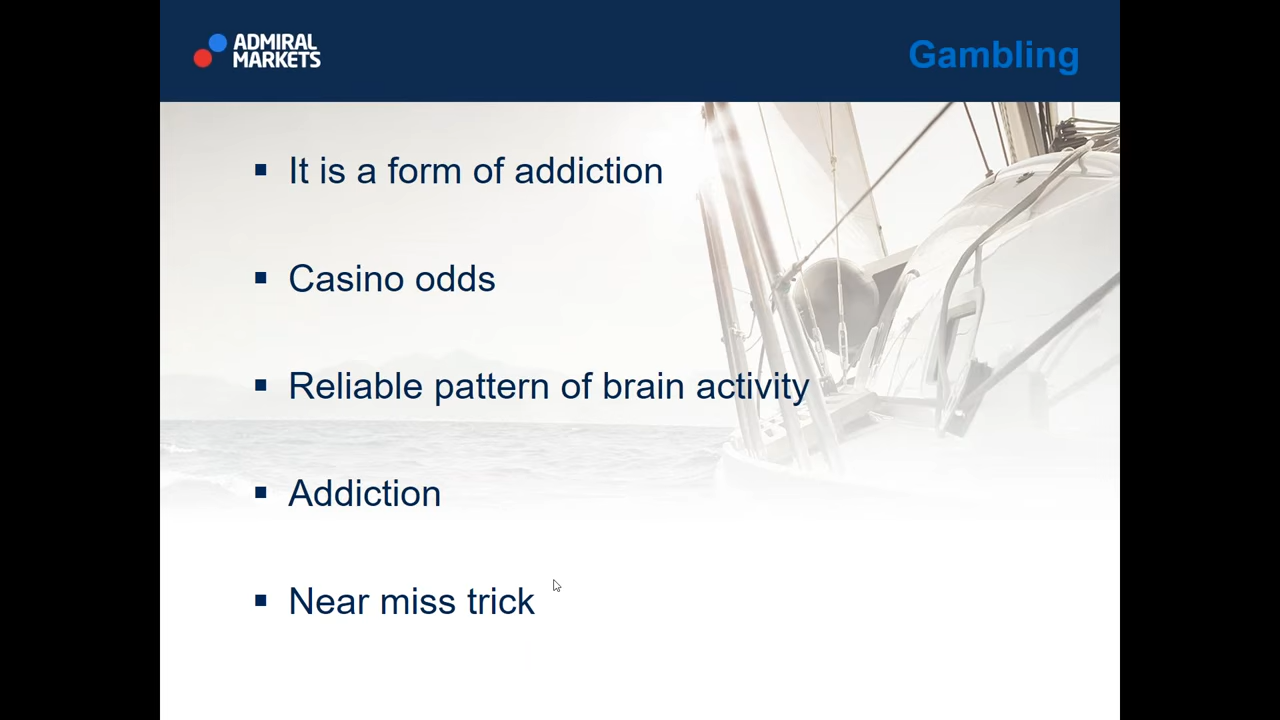 ADMIRAL
MARKETS
Gambling
It is a form of addiction
Casino odds
Reliable pattern of brain activity
Addiction
Near miss trick